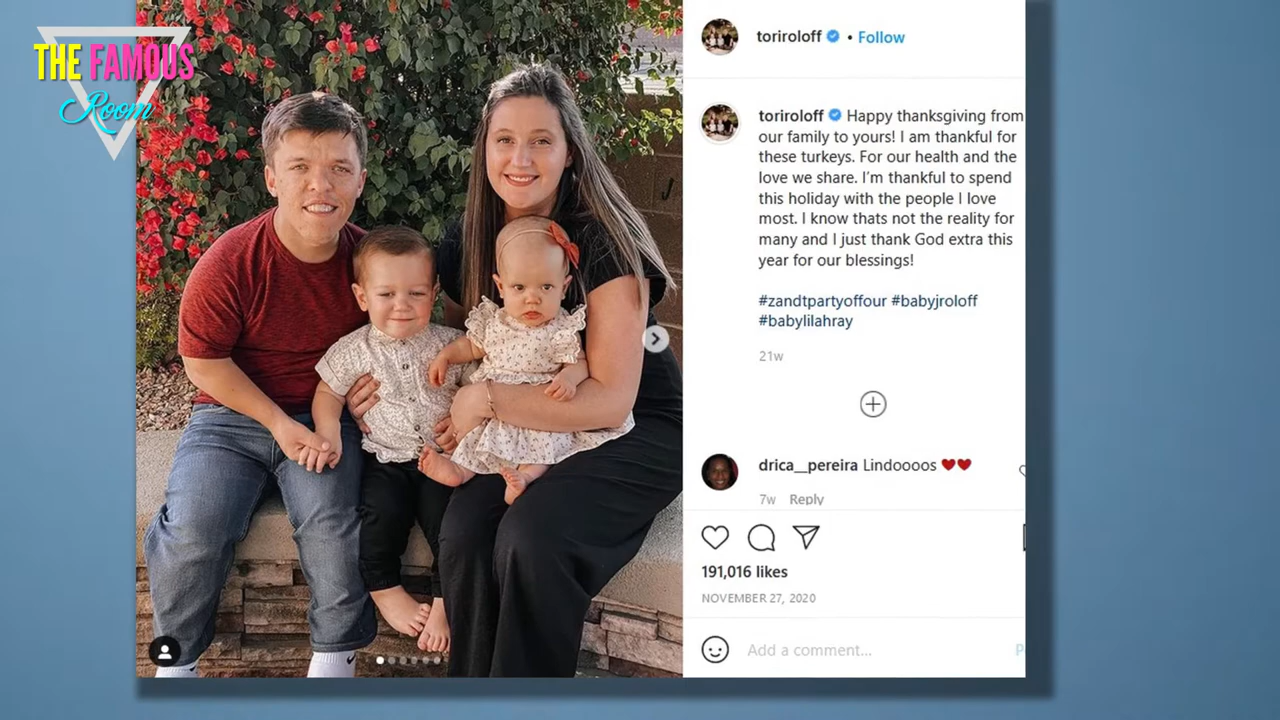 THE FAMOUS
Room
toriroloff • Follow
toriroloff Happy thanksgiving from
our family to yours! I am thankful for
these turkeys. For our health and the
love we share. I'm thankful to spend
this holiday with the people I love
most. I know thats not the reality for
many and I just thank God extra this
year for our blessings!
#zandtpartyoffour #babyjroloff
#babylilahray
21w
drica__pereira Lindoooos ❤❤
7w Reply
191,016 likes
NOVEMBER 27, 2020
Add a comment...
P